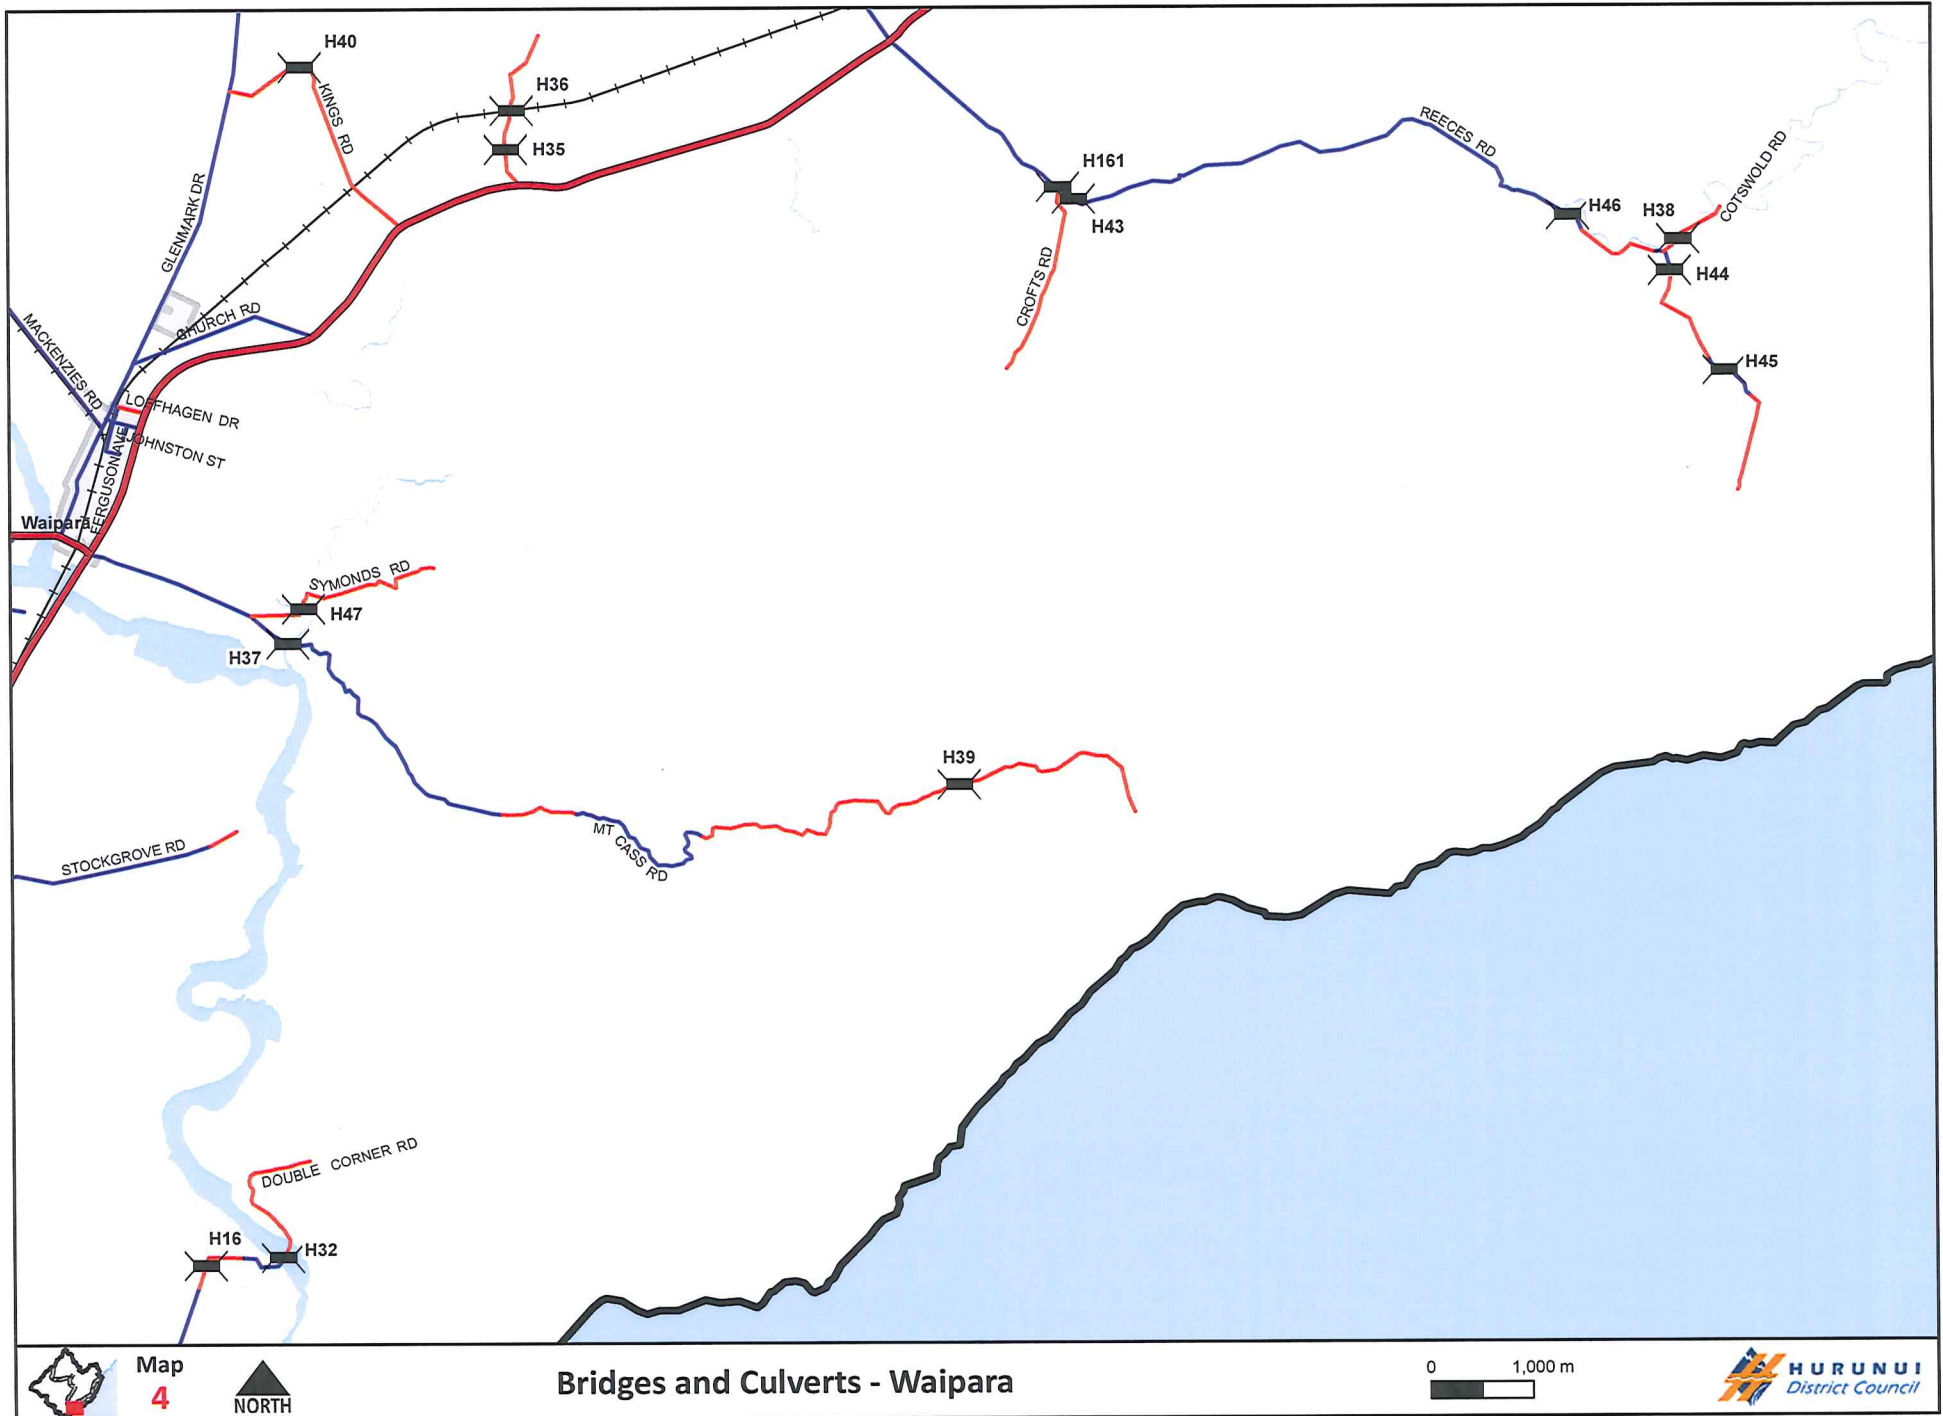 H40
H36
KINGS RD
H35
REECES RD
COTSWOLD RD
H161
GLENMARK DR
H46
H38
H43
H44
CROFTS RD
CHURCH RD
MACKENZIES RD
H45
LOFFHAGEN DR
JOHNSTON ST
FERGUSON AVE
Waipara
SYMONDS RD
H47
H37
H39
MT CASS RD
STOCKGROVE RD
DOUBLE CORNER RD
H16
H32
Map
4
NORTH
Bridges and Culverts - Waipara
0 1,000 m
HURUNUI
District Council